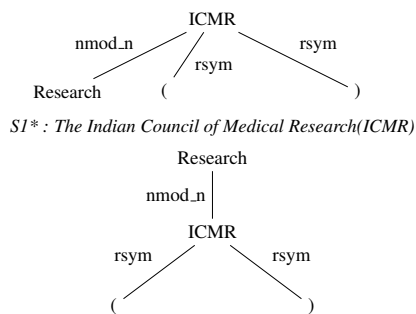 ICMR
nmod_n rsym rsym
Research ( )
S1* : The Indian Council of Medical Research(ICMR)
Research
nmod_n
ICMR
rsym rsym
( )